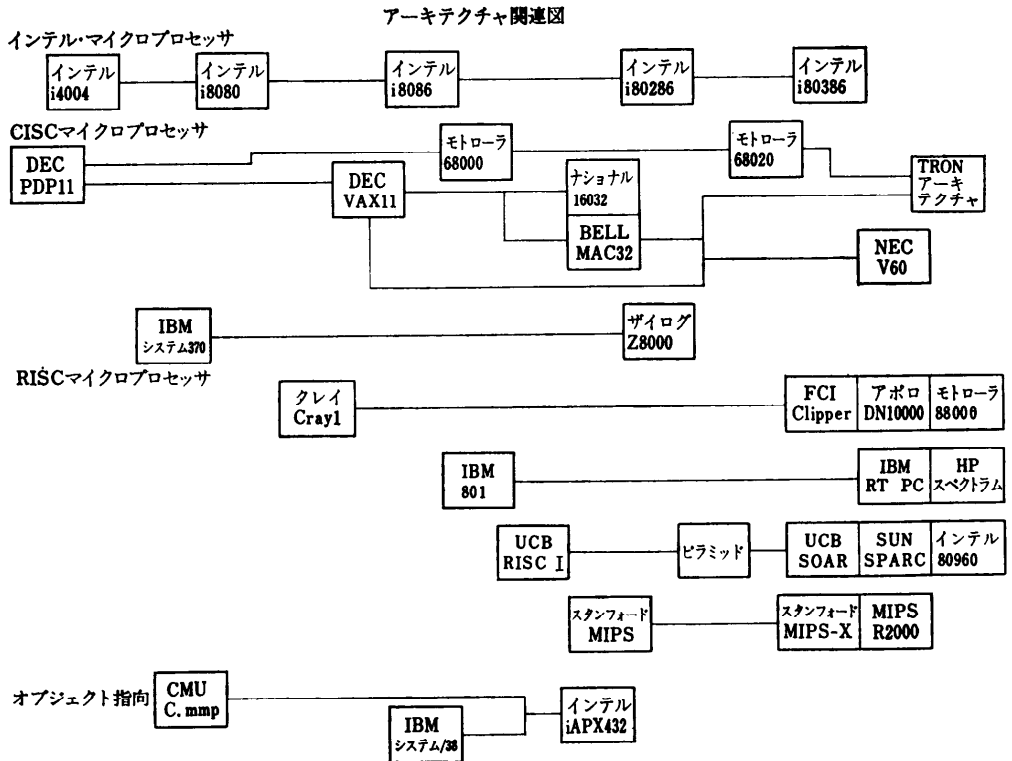 アーキテクチャ関連図
インテル・マイクロプロセッサ
インテル
i4004
インテル
i8080
インテル
i8086
インテル
i80286
インテル
i80386
CISCマイクロプロセッサ
DEC
PDP11
モトローラ
68000
モトローラ
68020
DEC
VAX11
ナショナル
16032
BELL
MAC32
TRON
アーキ
テクチャ
NEC
V60
IBM
システム370
ザイログ
Z8000
RISCマイクロプロセッサ
クレイ
Cray1
FCI
Clipper
アポロ
DN10000
モトローラ
88000
IBM
801
IBM
RT PC
HP
スペクトラム
UCB
RISC I
ピラミッド
UCB
SOAR
SUN
SPARC
インテル
80960
スタンフォード
MIPS
スタンフォード
MIPS-X
MIPS
R2000
オブジェクト指向
CMU
C.mmp
IBM
システム/38
インテル
iAPX432